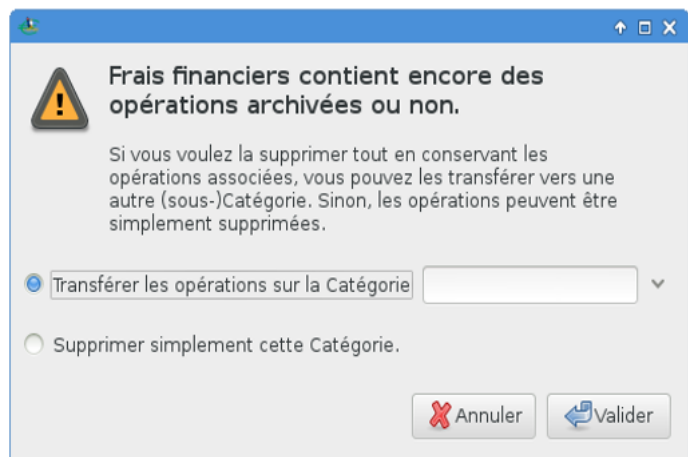 Frais financiers contient encore des
opérations archivées ou non.
Si vous voulez la supprimer tout en conservant les
opérations associées, vous pouvez les transférer vers une
autre (sous-)Catégorie. Sinon, les opérations peuvent être
simplement supprimées.
Transférer les opérations sur la Catégorie
Supprimer simplement cette Catégorie.
Annuler Valider